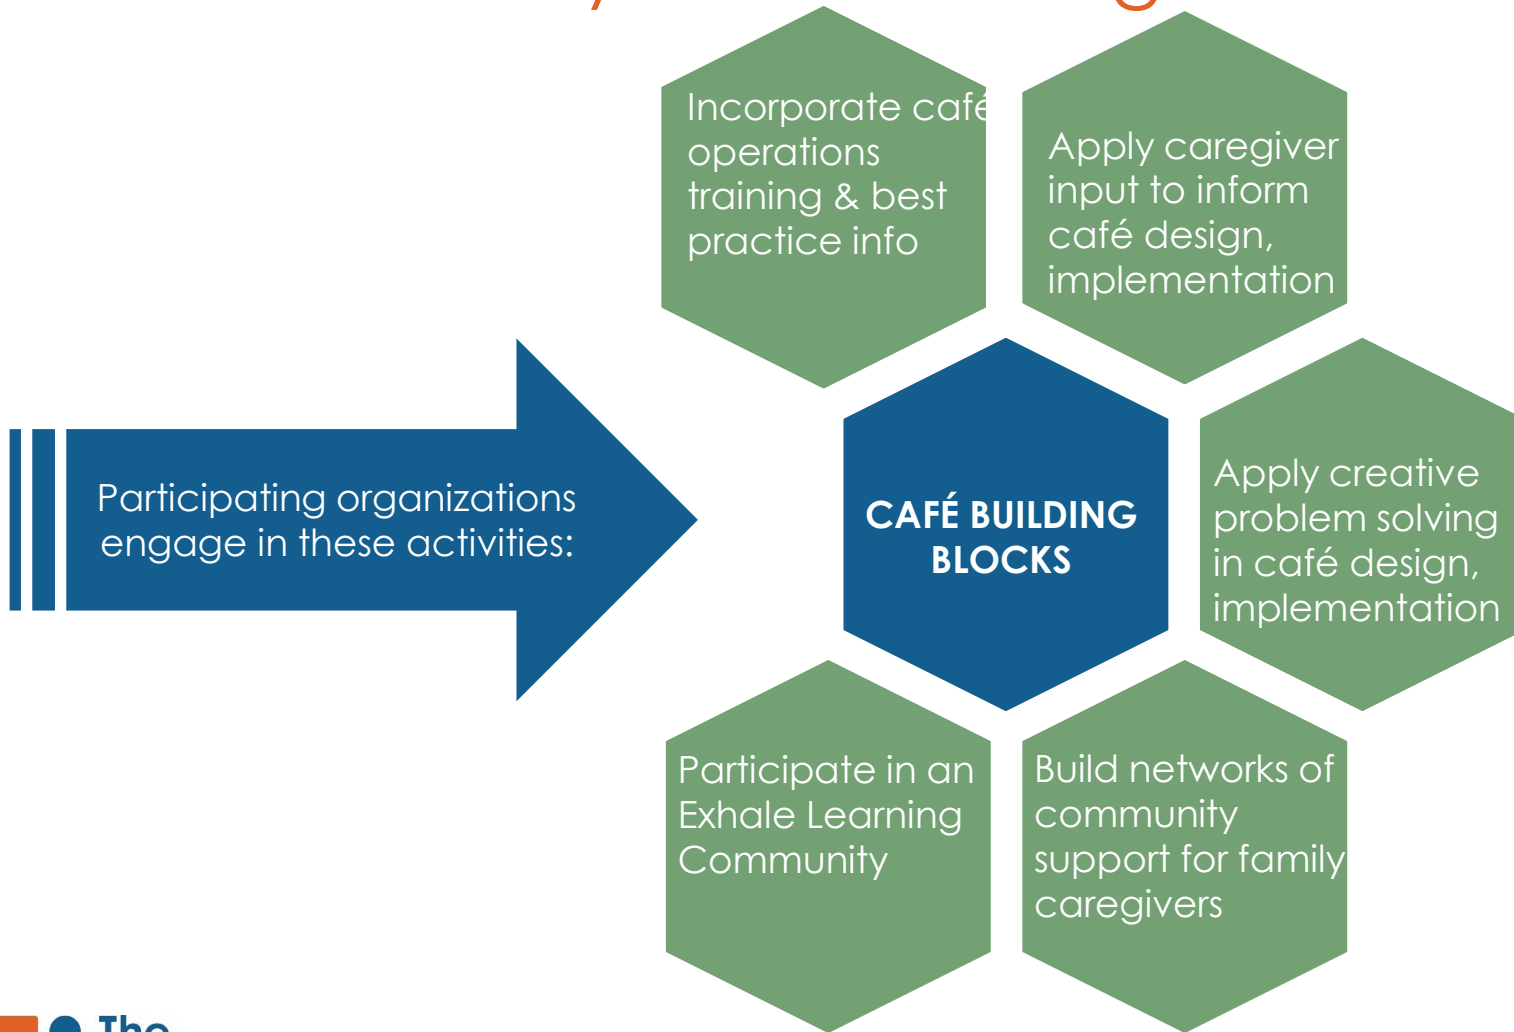 Incorporate café
operations
training & best
practice info
Apply caregiver
input to inform
café design,
implementation
Participating organizations
engage in these activities:
CAFÉ BUILDING
BLOCKS
Apply creative
problem solving
in café design,
implementation
Participate in an
Exhale Learning
Community
Build networks of
community
support for family
caregivers
The